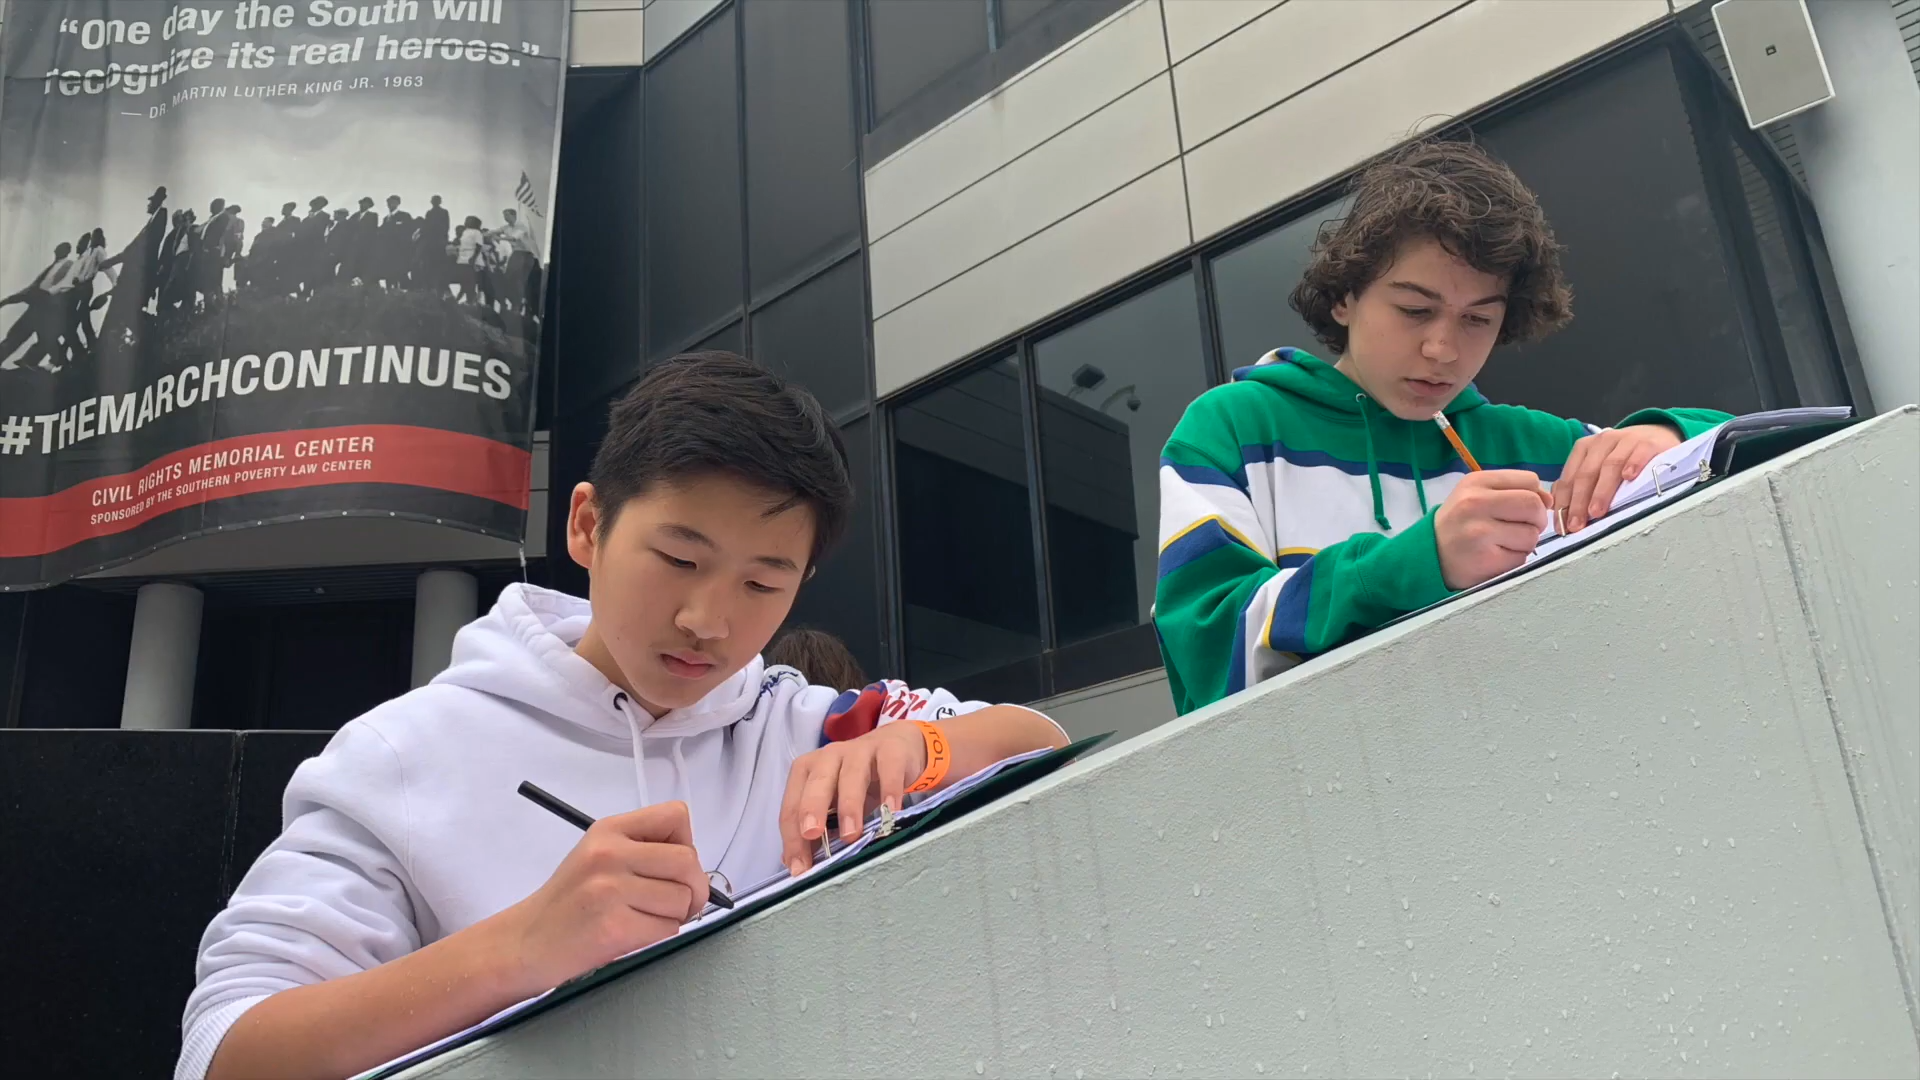 “One day the South will
recognize its real heroes.”
— DR. MARTIN LUTHER KING JR. 1963
#THEMARCHCONTINUES
CIVIL RIGHTS MEMORIAL CENTER
SPONSORED BY THE SOUTHERN POVERTY LAW CENTER